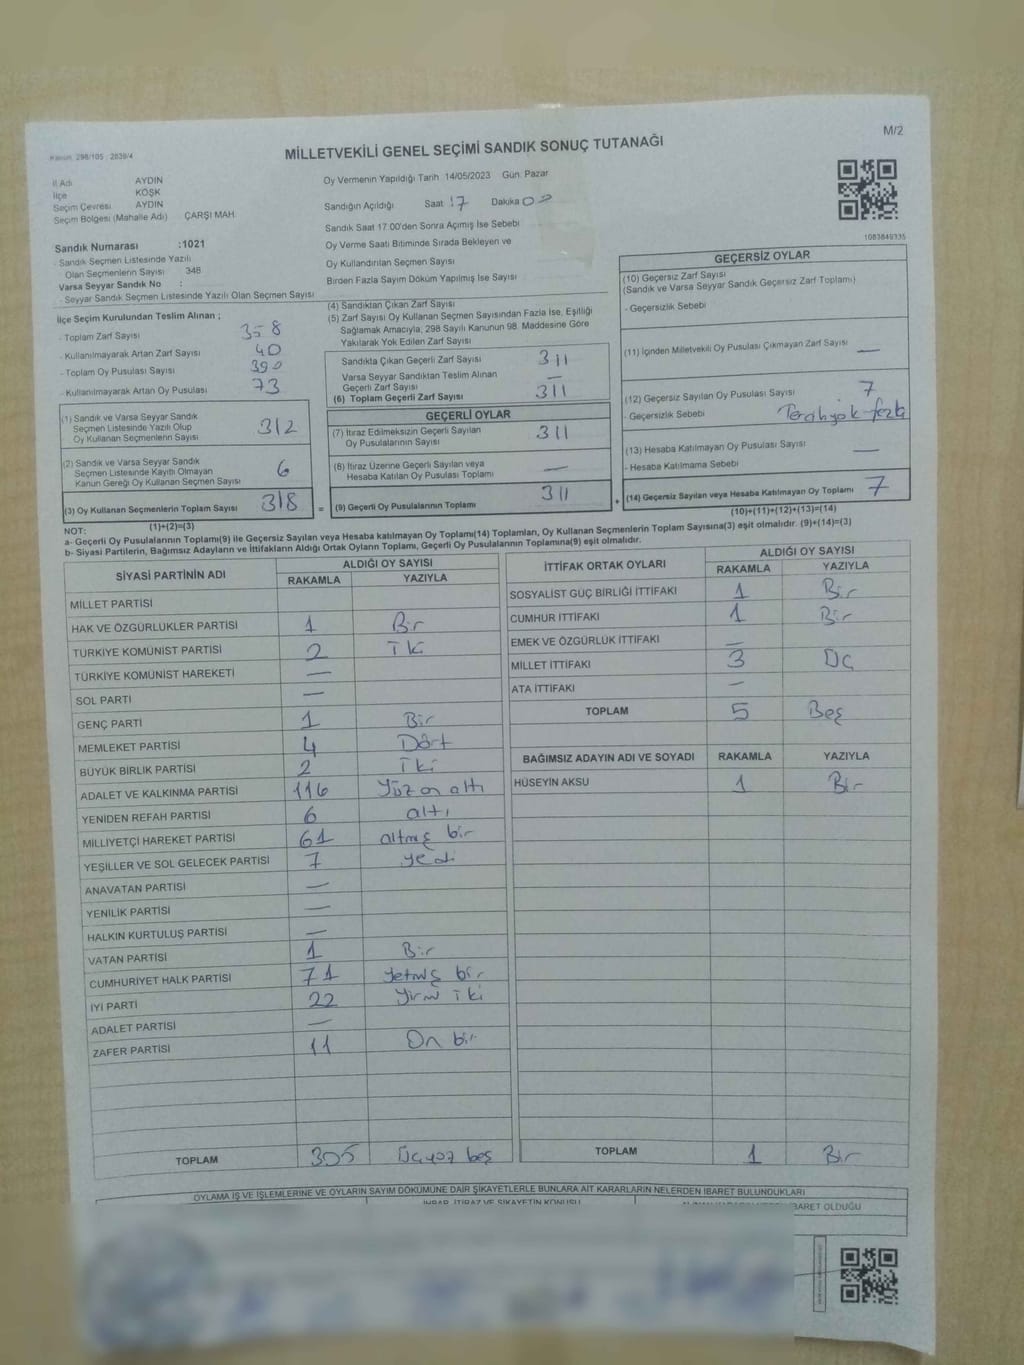 M/2
Kanun: 298/105 2839/4
MİLLETVEKİLİ GENEL SEÇİMİ SANDIK SONUÇ TUTANAĞI
İl Adı AYDIN
İlçe KÖŞK
Seçim Çevresi AYDIN
Seçim Bölgesi (Mahalle Adı) ÇARŞI MAH
Sandık Numarası :1021
- Sandık Seçmen Listesinde Yazılı
Olan Seçmenlerin Sayısı 348
Varsa Seyyar Sandık No :
- Seyyar Sandık Seçmen Listesinde Yazılı Olan Seçmen Sayısı
Oy Vermenin Yapıldığı Tarih 14/05/2023 Gün. Pazar
Sandığın Açıldığı Saat 17 Dakika 00
Sandık Saat 17.00'den Sonra Açımış İse Sebebi
Oy Verme Saati Bitiminde Sırada Bekleyen ve
Oy Kullandırılan Seçmen Sayısı
Birden Fazla Sayım Döküm Yapılmış İse Sayısı
1083849335
İlçe Seçim Kurulundan Teslim Alınan ;
- Toplam Zarf Sayısı 358
- Kullanılmayarak Artan Zarf Sayısı 40
- Toplam Oy Pusulası Sayısı 390
- Kullanılmayarak Artan Oy Pusulası 73
(1) Sandık ve Varsa Seyyar Sandık
Seçmen Listesinde Yazılı Olup
Oy Kullanan Seçmenlerin Sayısı 312
(2) Sandık ve Varsa Seyyar Sandık
Seçmen Listesinde Kayıtlı Olmayan
Kanun Gereği Oy Kullanan Seçmen Sayısı 6
(3) Oy Kullanan Seçmenlerin Toplam Sayısı 318 =
(1)+(2)=(3)
(4) Sandıktan Çıkan Zarf Sayısı
(5) Zarf Sayısı Oy Kullanan Seçmen Sayısından Fazla İse, Eşitliği
Sağlamak Amacıyla, 298 Sayılı Kanunun 98. Maddesine Göre
Yakılarak Yok Edilen Zarf Sayısı
Sandıkta Çıkan Geçerli Zarf Sayısı 311
Varsa Seyyar Sandıktan Teslim Alınan
Geçerli Zarf Sayısı —
(6) Toplam Geçerli Zarf Sayısı 311
GEÇERLİ OYLAR
(7) İtiraz Edilmeksizin Geçerli Sayılan
Oy Pusulalarının Sayısı 311
(8) İtiraz Üzerine Geçerli Sayılan veya
Hesaba Katılan Oy Pusulası Toplamı —
(9) Geçerli Oy Pusulalarının Toplamı 311 +
GEÇERSİZ OYLAR
(10) Geçersiz Zarf Sayısı
(Sandık ve Varsa Seyyar Sandık Geçersiz Zarf Toplamı)
- Geçersizlik Sebebi
(11) İçinden Milletvekili Oy Pusulası Çıkmayan Zarf Sayısı —
(12) Geçersiz Sayılan Oy Pusulası Sayısı 7
- Geçersizlik Sebebi
(13) Hesaba Katılmayan Oy Pusulası Sayısı —
- Hesaba Katılmama Sebebi
(14) Geçersiz Sayılan veya Hesaba Katılmayan Oy Toplamı 7
(10)+(11)+(12)+(13)=(14)
NOT:
a- Geçerli Oy Pusulalarının Toplamı(9) ile Geçersiz Sayılan veya Hesaba katılmayan Oy Toplamı(14) Toplamları, Oy Kullanan Seçmenlerin Toplam Sayısına(3) eşit olmalıdır. (9)+(14)=(3)
b- Siyasi Partilerin, Bağımsız Adayların ve İttifakların Aldığı Ortak Oyların Toplamı, Geçerli Oy Pusulalarının Toplamına(9) eşit olmalıdır.
SİYASİ PARTİNİN ADI ALDIĞI OY SAYISI
RAKAMLA YAZIYLA
MİLLET PARTİSİ
HAK VE ÖZGÜRLÜKLER PARTİSİ 1 Bir
TÜRKİYE KOMÜNİST PARTİSİ 2 İki
TÜRKİYE KOMÜNİST HAREKETİ —
SOL PARTİ —
GENÇ PARTİ 1 Bir
MEMLEKET PARTİSİ 4 Dört
BÜYÜK BİRLİK PARTİSİ 2 İki
ADALET VE KALKINMA PARTİSİ 116 Yüz on altı
YENİDEN REFAH PARTİSİ 6 altı
MİLLİYETÇİ HAREKET PARTİSİ 61 altmış bir
YEŞİLLER VE SOL GELECEK PARTİSİ 7 yedi
ANAVATAN PARTİSİ —
YENİLİK PARTİSİ —
HALKIN KURTULUŞ PARTİSİ —
VATAN PARTİSİ 1 Bir
CUMHURİYET HALK PARTİSİ 71 yetmiş bir
İYİ PARTİ 22 yirmi iki
ADALET PARTİSİ —
ZAFER PARTİSİ 11 On bir
TOPLAM 305 Üçyüz beş
İTTİFAK ORTAK OYLARI ALDIĞI OY SAYISI
RAKAMLA YAZIYLA
SOSYALİST GÜÇ BİRLİĞİ İTTİFAKI 1 Bir
CUMHUR İTTİFAKI 1 Bir
EMEK VE ÖZGÜRLÜK İTTİFAKI —
MİLLET İTTİFAKI 3 Üç
ATA İTTİFAKI —
TOPLAM 5 Beş
BAĞIMSIZ ADAYIN ADI VE SOYADI RAKAMLA YAZIYLA
HÜSEYİN AKSU 1 Bir
TOPLAM 1 Bir
OYLAMA İŞ VE İŞLEMLERİNE VE OYLARIN SAYIM DÖKÜMÜNE DAİR ŞİKAYETLERLE BUNLARA AİT KARARLARIN NELERDEN İBARET BULUNDUKLARI
İHBAR, İTİRAZ VE ŞİKAYETİN KONUSU
İBARET OLDUĞU